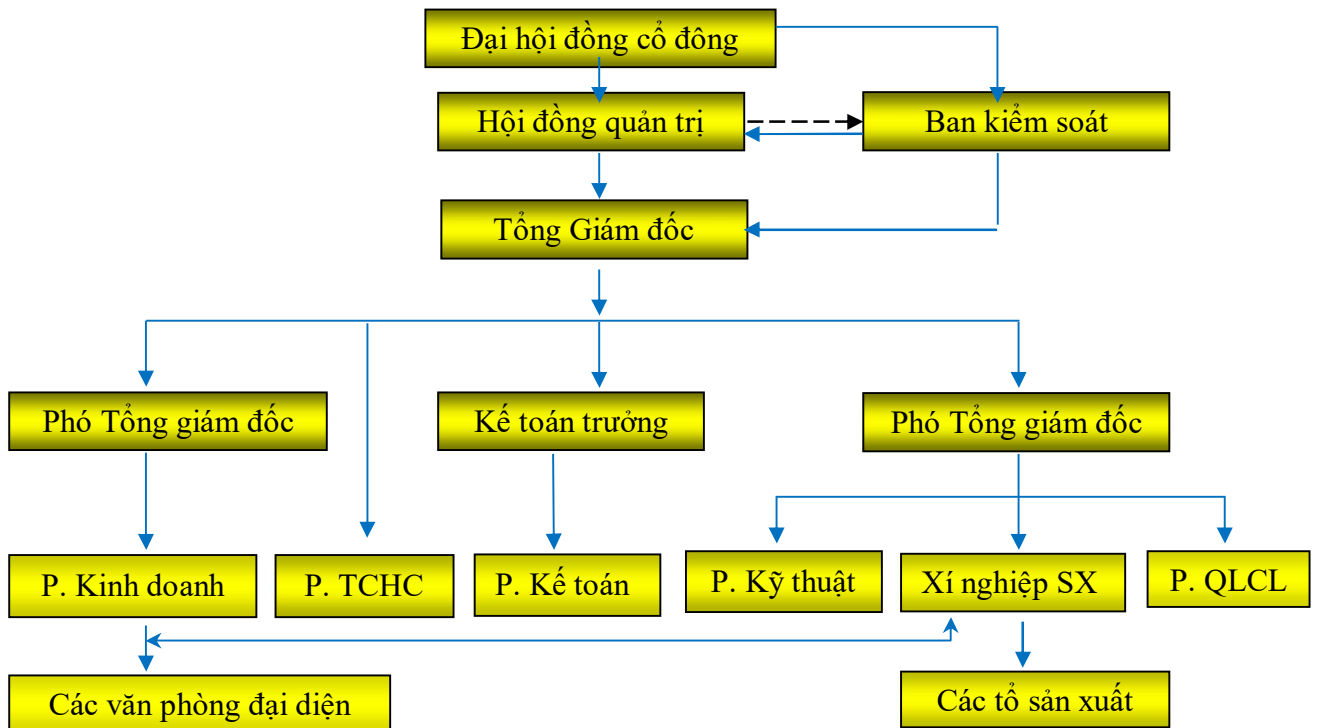 Đại hội đồng cổ đông
Hội đồng quản trị
Ban kiểm soát
Tổng Giám đốc
Phó Tổng giám đốc
Kế toán trưởng
Phó Tổng giám đốc
P. Kinh doanh
P. TCHC
P. Kế toán
P. Kỹ thuật
Xí nghiệp SX
P. QLCL
Các văn phòng đại diện
Các tổ sản xuất